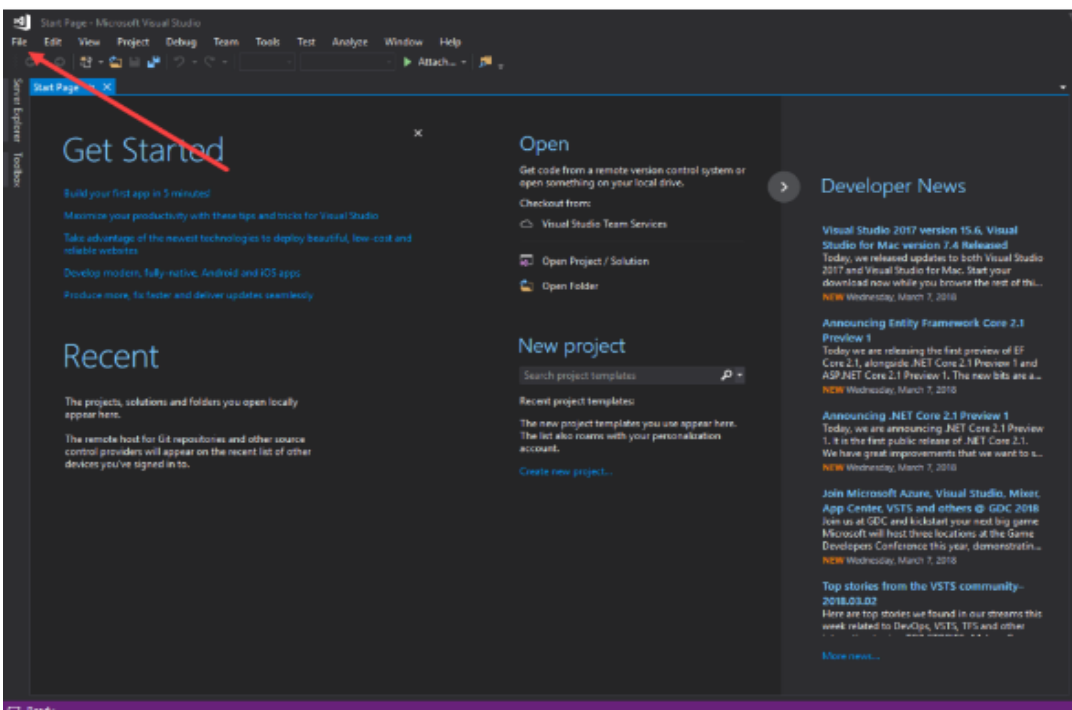 Start Page - Microsoft Visual Studio
File Edit View Project Debug Team Tools Test Analyze Window Help
Attach...
Server Explorer
Toolbox
Start Page
Get Started
Build your first app in 5 minutes!
Maximize your productivity with these tips and tricks for Visual Studio
Take advantage of the newest technologies to deploy beautiful, low-cost and
reliable websites
Develop modern, fully-native, Android and iOS apps
Produce more, fix faster and deliver updates seamlessly
Recent
The projects, solutions and folders you open locally
appear here.
The remote host for Git repositories and other source
control providers will appear on the recent list of other
devices you've signed in to.
Open
Get code from a remote version control system or
open something on your local drive.
Checkout from:
Visual Studio Team Services
Open Project / Solution
Open Folder
New project
Search project templates
Recent project templates:
The new project templates you use appear here.
The list also roams with your personalization
account.
Create new project...
Developer News
Visual Studio 2017 version 15.6, Visual
Studio for Mac version 7.4 Released
Today, we released updates to both Visual Studio
2017 and Visual Studio for Mac. Start your
download now while you browse the rest of thi...
NEW Wednesday, March 7, 2018
Announcing Entity Framework Core 2.1
Preview 1
Today we are releasing the first preview of EF
Core 2.1, alongside .NET Core 2.1 Preview 1 and
ASP.NET Core 2.1 Preview 1. The new bits are a...
NEW Wednesday, March 7, 2018
Announcing .NET Core 2.1 Preview 1
Today, we are announcing .NET Core 2.1 Preview
1. It is the first public release of .NET Core 2.1.
We have great improvements that we want to s...
NEW Wednesday, March 7, 2018
Join Microsoft Azure, Visual Studio, Mixer,
App Center, VSTS and others @ GDC 2018
Join us at GDC and kickstart your next big game
Microsoft will host three locations at the Game
Developers Conference this year, demonstratin...
NEW Wednesday, March 7, 2018
Top stories from the VSTS community–
2018.03.02
Here are top stories we found in our streams this
week related to DevOps, VSTS, TFS and other
More news...